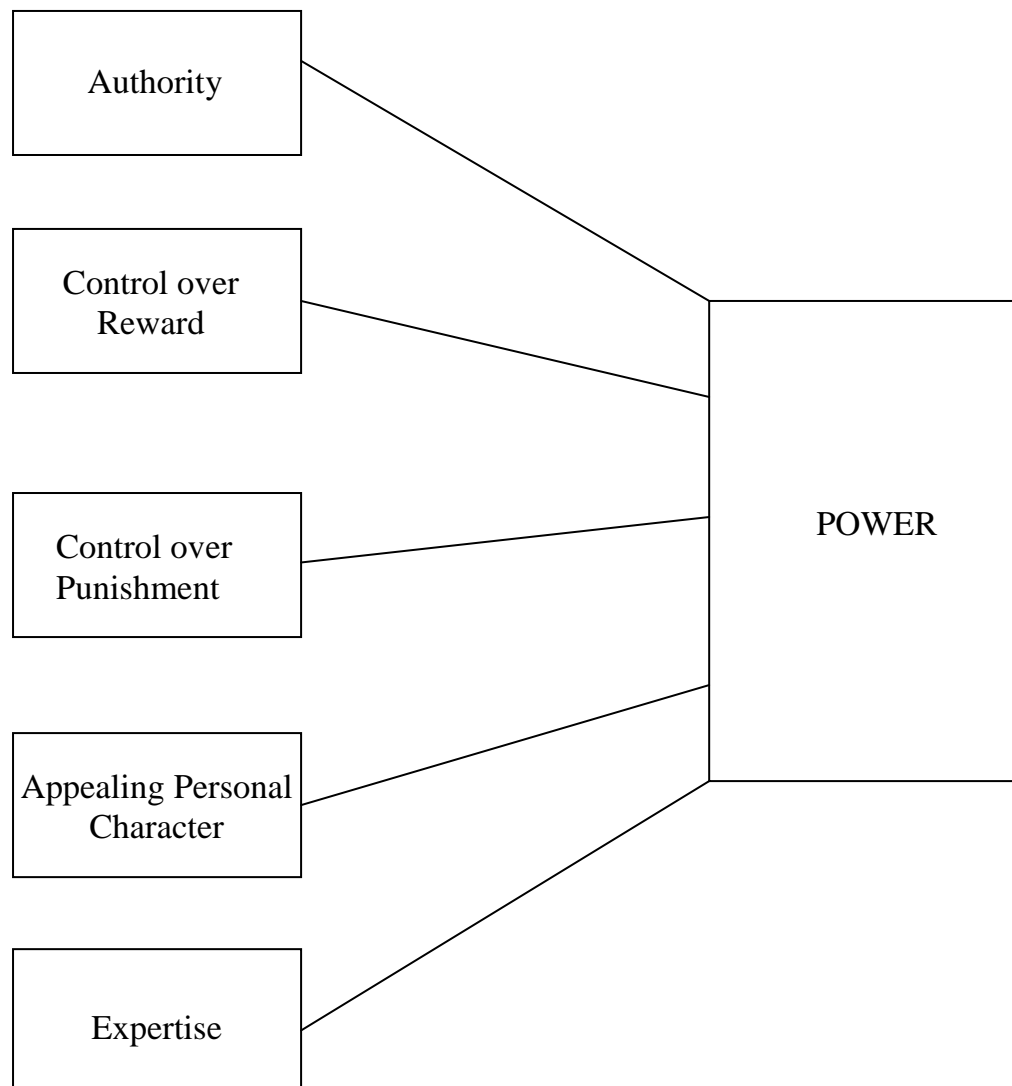 Authority
Control over
Reward
Control over
Punishment
POWER
Appealing Personal
Character
Expertise